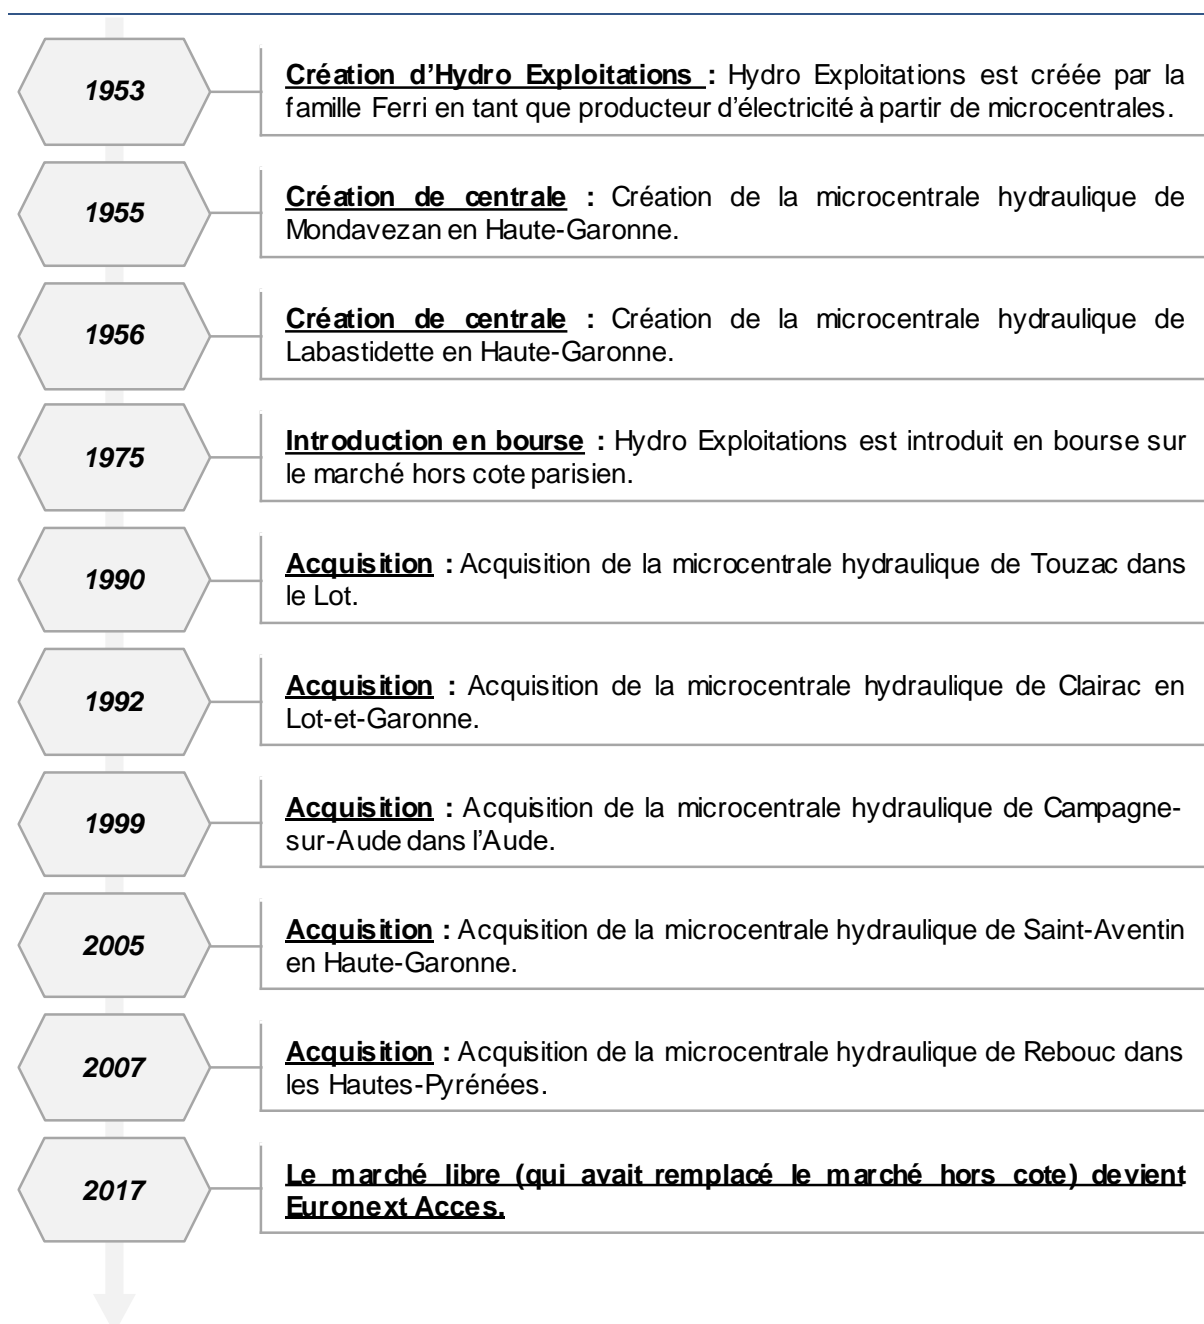 1953
Création d’Hydro Exploitations : Hydro Exploitations est créée par la
famille Ferri en tant que producteur d’électricité à partir de microcentrales.
1955
Création de centrale : Création de la microcentrale hydraulique de
Mondavezan en Haute-Garonne.
1956
Création de centrale : Création de la microcentrale hydraulique de
Labastidette en Haute-Garonne.
1975
Introduction en bourse : Hydro Exploitations est introduit en bourse sur
le marché hors cote parisien.
1990
Acquisition : Acquisition de la microcentrale hydraulique de Touzac dans
le Lot.
1992
Acquisition : Acquisition de la microcentrale hydraulique de Clairac en
Lot-et-Garonne.
1999
Acquisition : Acquisition de la microcentrale hydraulique de Campagne-
sur-Aude dans l’Aude.
2005
Acquisition : Acquisition de la microcentrale hydraulique de Saint-Aventin
en Haute-Garonne.
2007
Acquisition : Acquisition de la microcentrale hydraulique de Rebouc dans
les Hautes-Pyrénées.
2017
Le marché libre (qui avait remplacé le marché hors cote) devient
Euronext Acces.